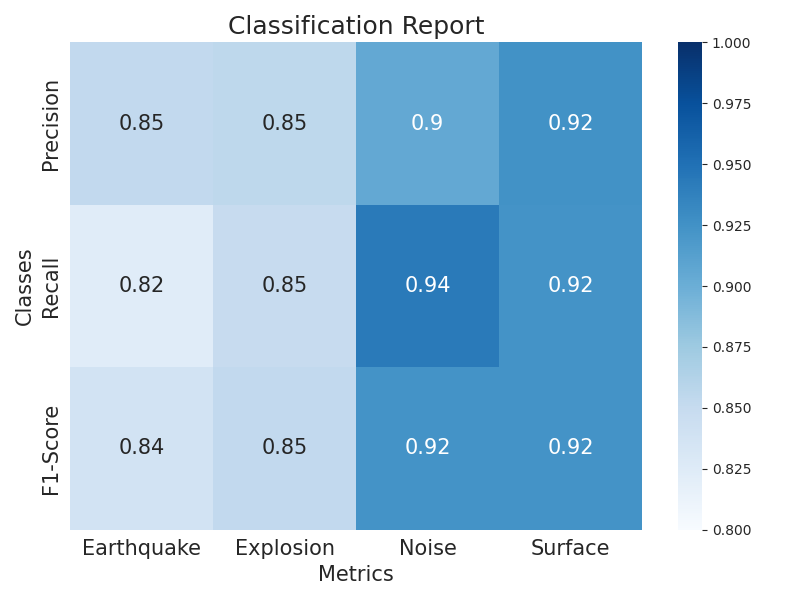 Classification Report
Classes
Precision
0.85 0.85 0.9 0.92
Recall
0.82 0.85 0.94 0.92
F1-Score
0.84 0.85 0.92 0.92
Earthquake Explosion Noise Surface
Metrics
1.000
0.975
0.950
0.925
0.900
0.875
0.850
0.825
0.800